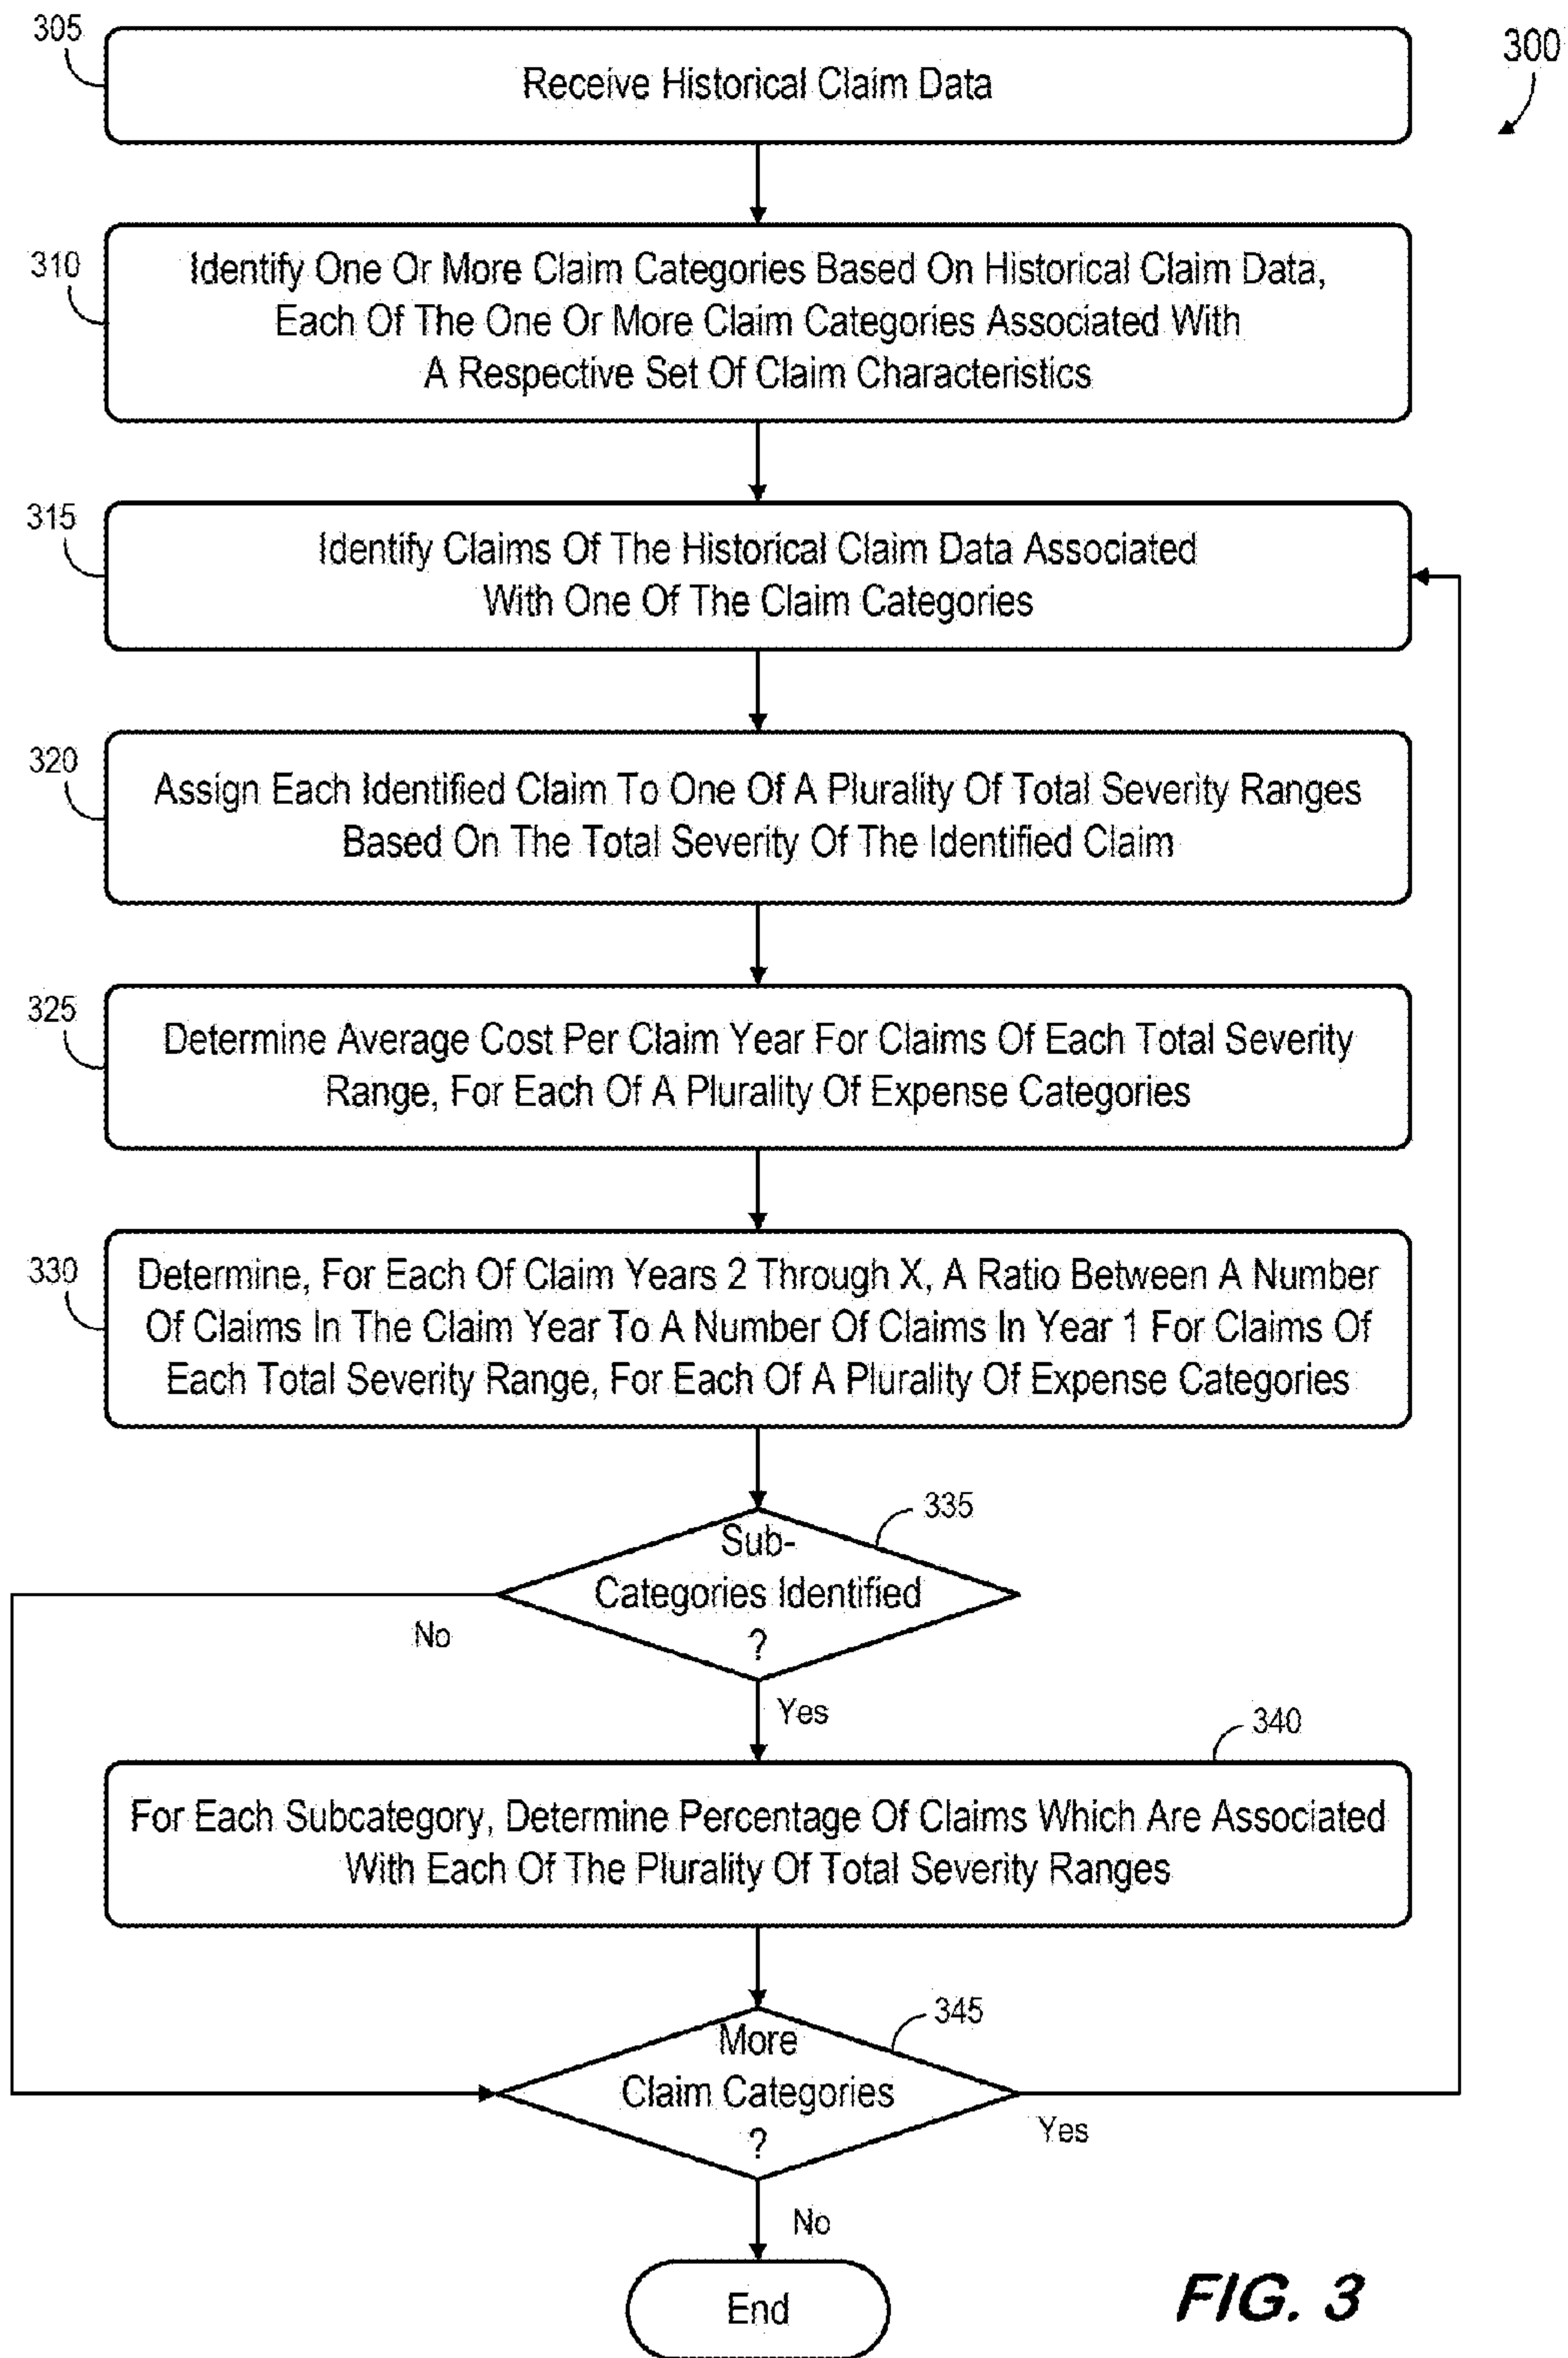 305
Receive Historical Claim Data
300
310
Identify One Or More Claim Categories Based On Historical Claim Data,
Each Of The One Or More Claim Categories Associated With
A Respective Set Of Claim Characteristics
315
Identify Claims Of The Historical Claim Data Associated
With One Of The Claim Categories
320
Assign Each Identified Claim To One Of A Plurality Of Total Severity Ranges
Based On The Total Severity Of The Identified Claim
325
Determine Average Cost Per Claim Year For Claims Of Each Total Severity
Range, For Each Of A Plurality Of Expense Categories
330
Determine, For Each Of Claim Years 2 Through X, A Ratio Between A Number
Of Claims In The Claim Year To A Number Of Claims In Year 1 For Claims Of
Each Total Severity Range, For Each Of A Plurality Of Expense Categories
335
Sub-
Categories Identified
?
No
Yes
340
For Each Subcategory, Determine Percentage Of Claims Which Are Associated
With Each Of The Plurality Of Total Severity Ranges
345
More
Claim Categories
?
Yes
No
End
FIG. 3